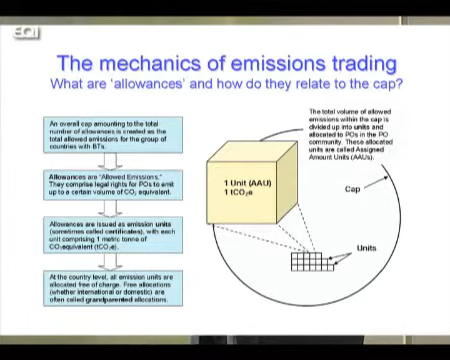 EQI
The mechanics of emissions trading
What are 'allowances' and how do they relate to the cap?
An overall cap amounting to the total
number of allowances is created as the
total allowed emissions for the group of
countries with BTs.
Allowances are "Allowed Emissions."
They comprise legal rights for POs to emit
up to a certain volume of CO₂ equivalent.
Allowances are issued as emission units
(sometimes called certificates), with each
unit comprising 1 metric tonne of
CO₂equivalent (tCO₂e).
At the country level, all emission units are
allocated free of charge. Free allocations
(whether international or domestic) are
often called grandparented allocations.
The total volume of allowed
emissions within the cap is
divided up into units and
allocated to POs in the PO
community. These allocated
units are called Assigned
Amount Units (AAUs).
1 Unit (AAU)
1 tCO₂e
Cap
Units